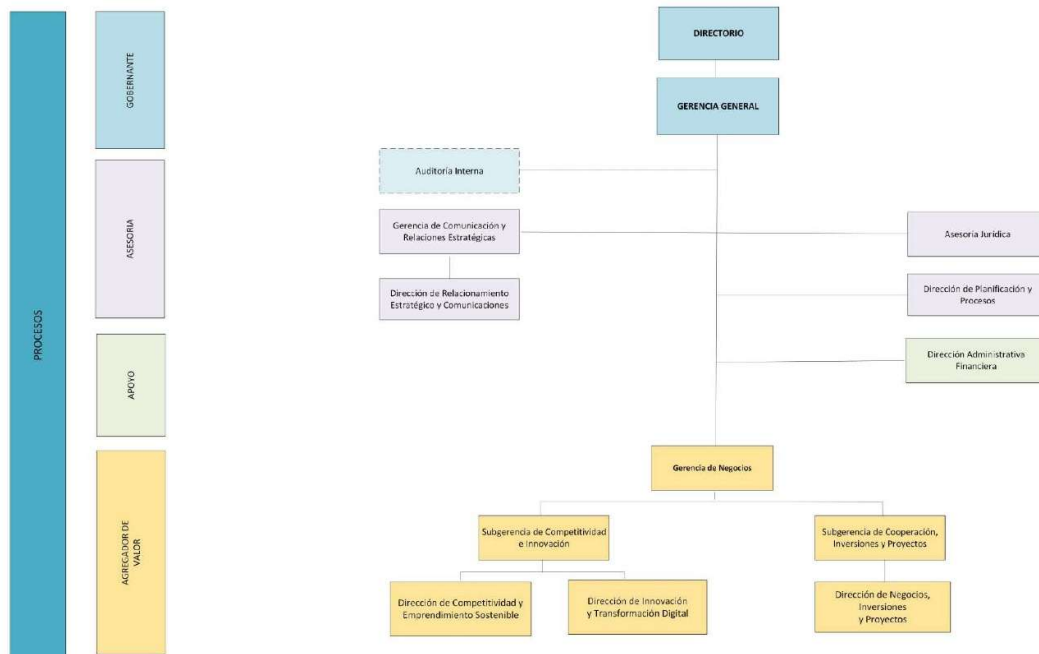 PROCESOS
GOBERNANTE
ASESORIA
APOYO
AGREGADOR DE
VALOR
DIRECTORIO
GERENCIA GENERAL
Auditoría Interna
Gerencia de Comunicación y
Relaciones Estratégicas
Asesoría Jurídica
Dirección de Relacionamiento
Estratégico y Comunicaciones
Dirección de Planificación y
Procesos
Dirección Administrativa
Financiera
Gerencia de Negocios
Subgerencia de Competitividad
e Innovación
Subgerencia de Cooperación,
Inversiones y Proyectos
Dirección de Competitividad y
Emprendimiento Sostenible
Dirección de Innovación
y Transformación Digital
Dirección de Negocios,
Inversiones
y Proyectos